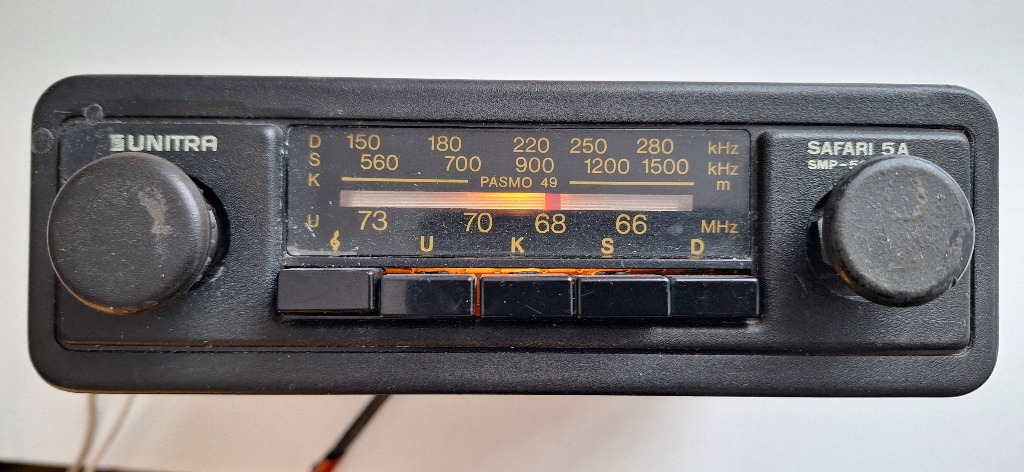 UNITRA
D 150 180 220 250 280 kHz
S 560 700 900 1200 1500 kHz
K PASMO 49 m
U 73 70 68 66 MHz
U K S D
SAFARI 5A